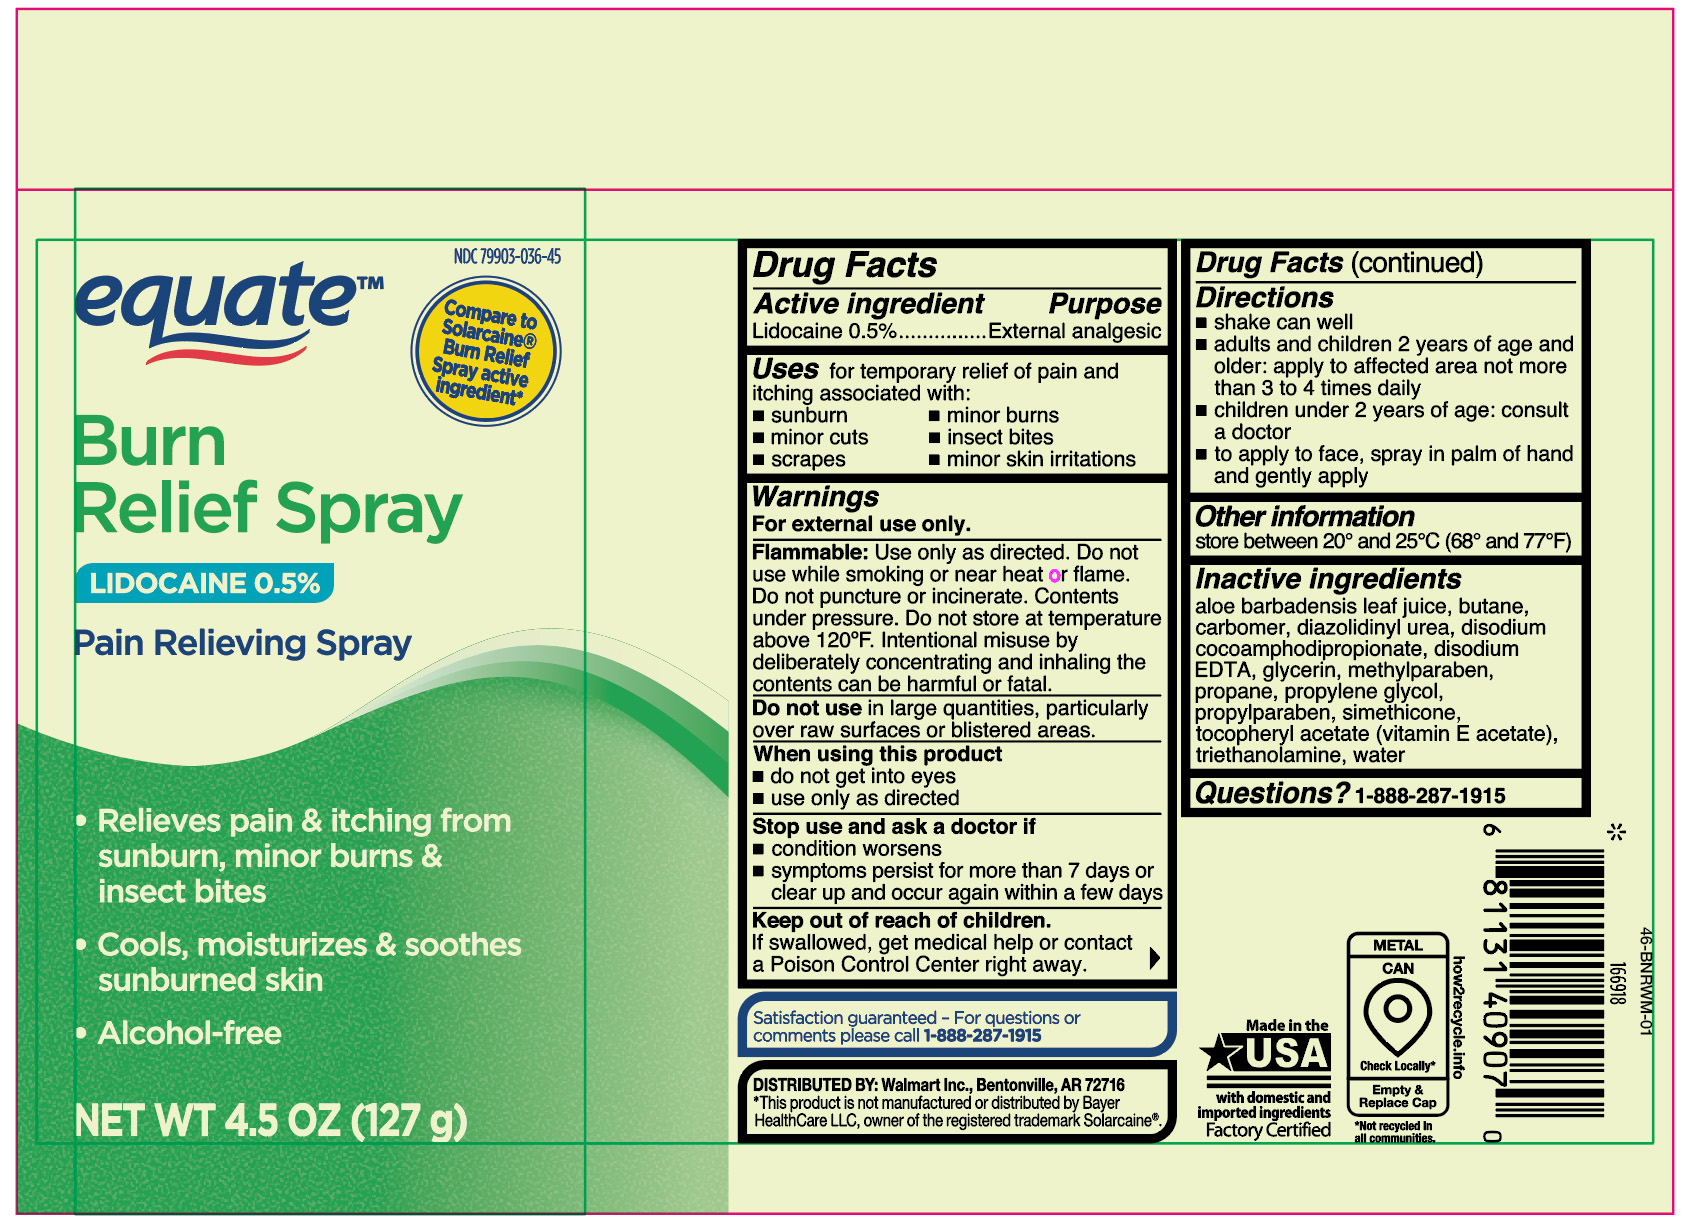 NDC 79903-036-45
equate™
Compare to
Solarcaine®
Burn Relief
Spray active
ingredient*
Burn
Relief Spray
LIDOCAINE 0.5%
Pain Relieving Spray
• Relieves pain & itching from
sunburn, minor burns &
insect bites
• Cools, moisturizes & soothes
sunburned skin
• Alcohol-free
NET WT 4.5 OZ (127 g)
Drug Facts
Active ingredient Purpose
Lidocaine 0.5%...............External analgesic
Uses for temporary relief of pain and
itching associated with:
■ sunburn ■ minor burns
■ minor cuts ■ insect bites
■ scrapes ■ minor skin irritations
Warnings
For external use only.
Flammable: Use only as directed. Do not
use while smoking or near heat or flame.
Do not puncture or incinerate. Contents
under pressure. Do not store at temperature
above 120ºF. Intentional misuse by
deliberately concentrating and inhaling the
contents can be harmful or fatal.
Do not use in large quantities, particularly
over raw surfaces or blistered areas.
When using this product
■ do not get into eyes
■ use only as directed
Stop use and ask a doctor if
■ condition worsens
■ symptoms persist for more than 7 days or
clear up and occur again within a few days
Keep out of reach of children.
If swallowed, get medical help or contact
a Poison Control Center right away.
Satisfaction guaranteed – For questions or
comments please call 1-888-287-1915
DISTRIBUTED BY: Walmart Inc., Bentonville, AR 72716
*This product is not manufactured or distributed by Bayer
HealthCare LLC, owner of the registered trademark Solarcaine®.
Drug Facts (continued)
Directions
■ shake can well
■ adults and children 2 years of age and
older: apply to affected area not more
than 3 to 4 times daily
■ children under 2 years of age: consult
a doctor
■ to apply to face, spray in palm of hand
and gently apply
Other information
store between 20° and 25°C (68° and 77°F)
Inactive ingredients
aloe barbadensis leaf juice, butane,
carbomer, diazolidinyl urea, disodium
cocoamphodipropionate, disodium
EDTA, glycerin, methylparaben,
propane, propylene glycol,
propylparaben, simethicone,
tocopheryl acetate (vitamin E acetate),
triethanolamine, water
Questions? 1-888-287-1915
Made in the
USA
with domestic and
imported ingredients
Factory Certified
METAL
CAN
Check Locally*
Empty &
Replace Cap
*Not recycled in
all communities.
how2recycle.info
6 81131 40907 0
*
166918
46-BNRWM-01